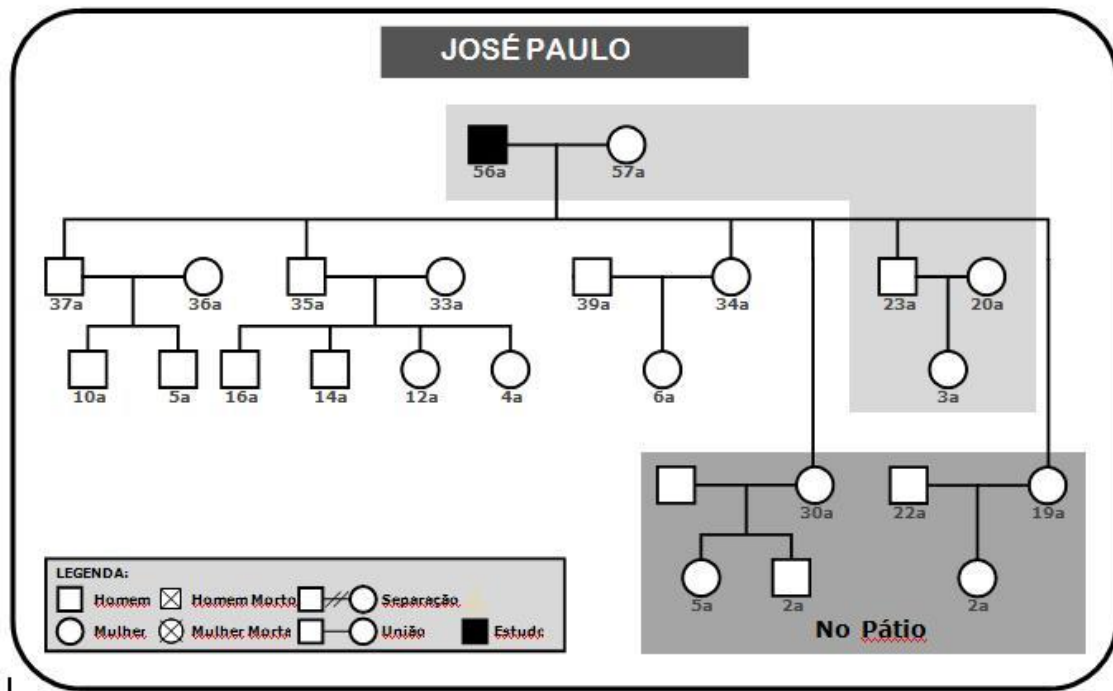 JOSÉ PAULO
56a 57a
37a 36a 35a 33a 39a 34a 23a 20a
10a 5a 16a 14a 12a 4a 6a 3a
30a 22a 19a
5a 2a 2a
No Pátio
LEGENDA:
Homem Homem Morto Separação
Mulher Mulher Morta União Estudo